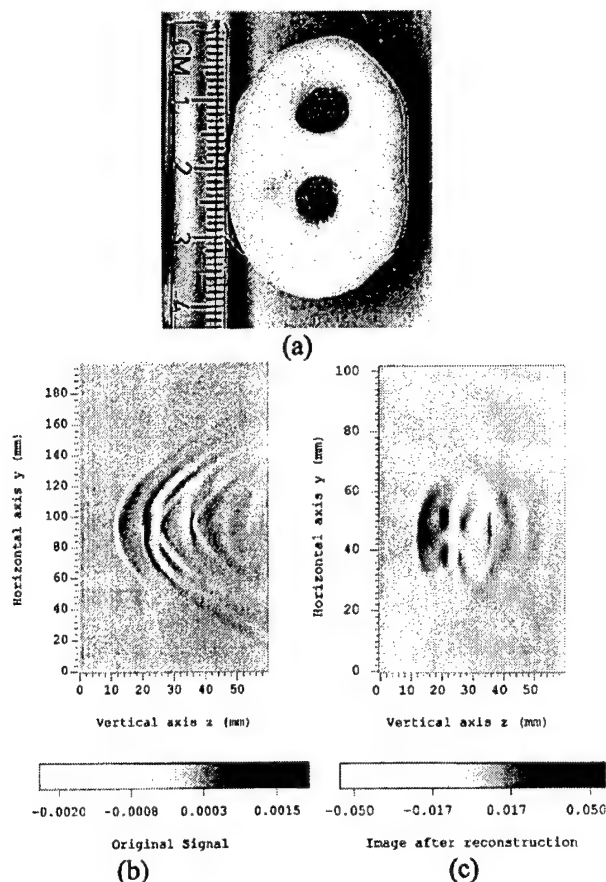 CM 1 2 3 4
(a)
180
160
140
120
100
80
60
40
20
0
Horizontal axis y (mm)
0 10 20 30 40 50
Vertical axis z (mm)
-0.0020 -0.0008 0.0003 0.0015
Original Signal
(b)
100
80
60
40
20
0
Horizontal axis y (mm)
0 10 20 30 40 50
Vertical axis z (mm)
-0.050 -0.017 0.017 0.050
Image after reconstruction
(c)